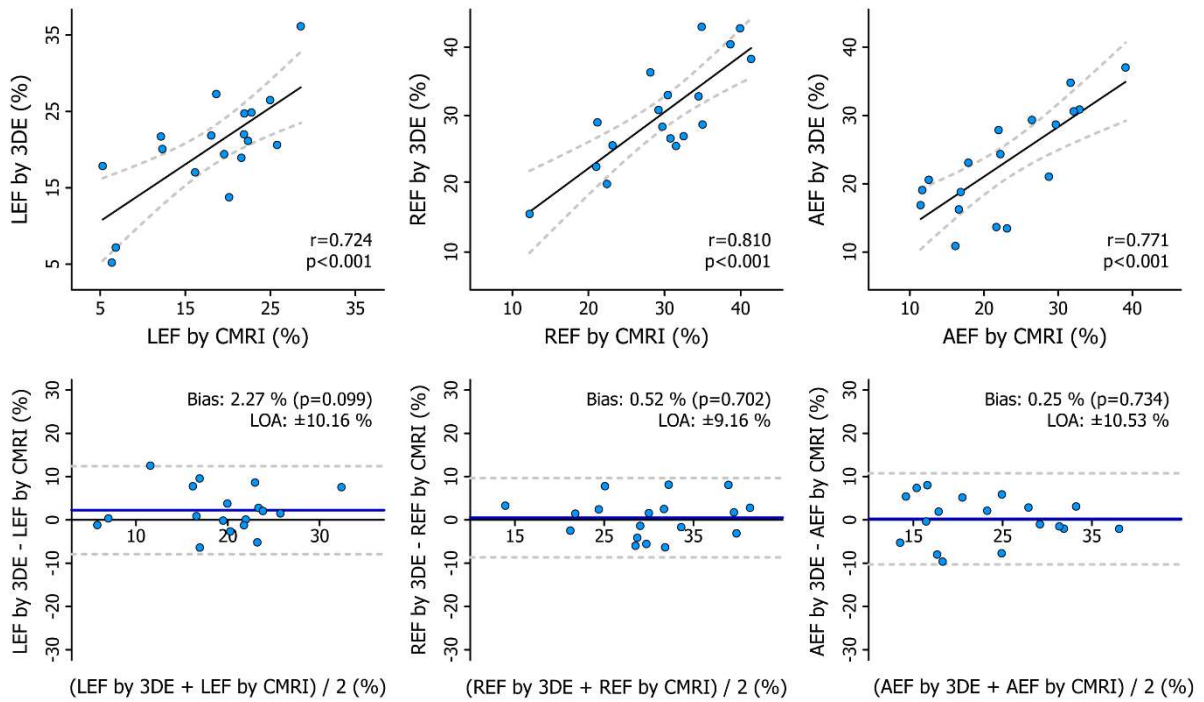 LEF by 3DE (%)
35
25
15
5
r=0.724
p<0.001
5 15 25 35
LEF by CMRI (%)
REF by 3DE (%)
40
30
20
10
r=0.810
p<0.001
10 20 30 40
REF by CMRI (%)
AEF by 3DE (%)
40
30
20
10
r=0.771
p<0.001
10 20 30 40
AEF by CMRI (%)
LEF by 3DE - LEF by CMRI (%)
30
20
10
0
-10
-20
-30
Bias: 2.27 % (p=0.099)
LOA: ±10.16 %
10 20 30
(LEF by 3DE + LEF by CMRI) / 2 (%)
REF by 3DE - REF by CMRI (%)
30
20
10
0
-10
-20
-30
Bias: 0.52 % (p=0.702)
LOA: ±9.16 %
15 25 35
(REF by 3DE + REF by CMRI) / 2 (%)
AEF by 3DE - AEF by CMRI (%)
30
20
10
0
-10
-20
-30
Bias: 0.25 % (p=0.734)
LOA: ±10.53 %
15 25 35
(AEF by 3DE + AEF by CMRI) / 2 (%)